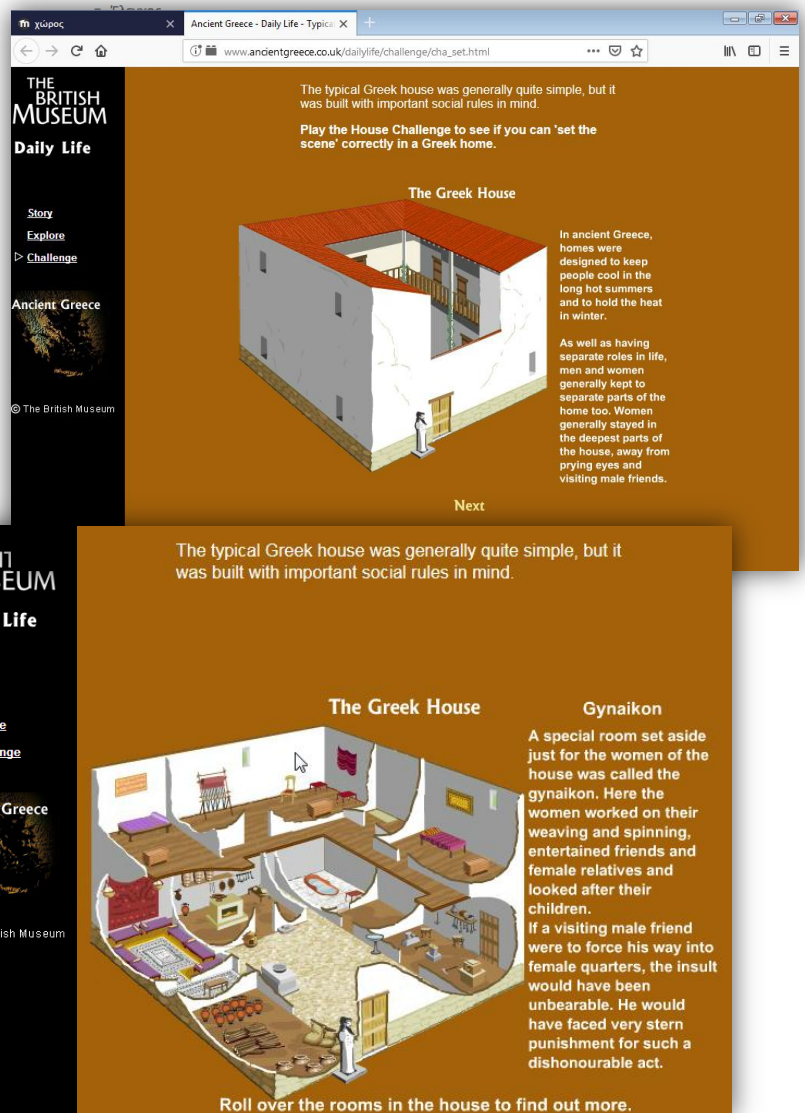 χώρος
Ancient Greece - Daily Life - Typica
www.ancientgreece.co.uk/dailylife/challenge/cha_set.html
THE
BRITISH
MUSEUM
Daily Life
Story
Explore
Challenge
Ancient Greece
© The British Museum
The typical Greek house was generally quite simple, but it
was built with important social rules in mind.
Play the House Challenge to see if you can 'set the
scene' correctly in a Greek home.
The Greek House
In ancient Greece,
homes were
designed to keep
people cool in the
long hot summers
and to hold the heat
in winter.
As well as having
separate roles in life,
men and women
generally kept to
separate parts of the
home too. Women
generally stayed in
the deepest parts of
the house, away from
prying eyes and
visiting male friends.
Next
EUM
Life
e
nge
Greece
ish Museum
The typical Greek house was generally quite simple, but it
was built with important social rules in mind.
The Greek House
Gynaikon
A special room set aside
just for the women of the
house was called the
gynaikon. Here the
women worked on their
weaving and spinning,
entertained friends and
female relatives and
looked after their
children.
If a visiting male friend
were to force his way into
female quarters, the insult
would have been
unbearable. He would
have faced very stern
punishment for such a
dishonourable act.
Roll over the rooms in the house to find out more.